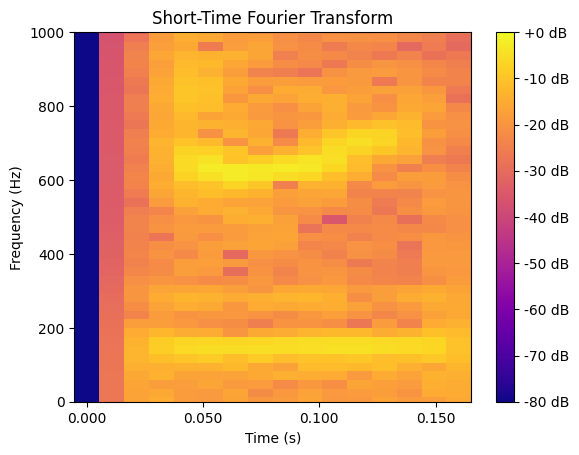 Short-Time Fourier Transform
1000
800
600
400
200
0
Frequency (Hz)
0.000
0.050
0.100
0.150
Time (s)
+0 dB
-10 dB
-20 dB
-30 dB
-40 dB
-50 dB
-60 dB
-70 dB
-80 dB